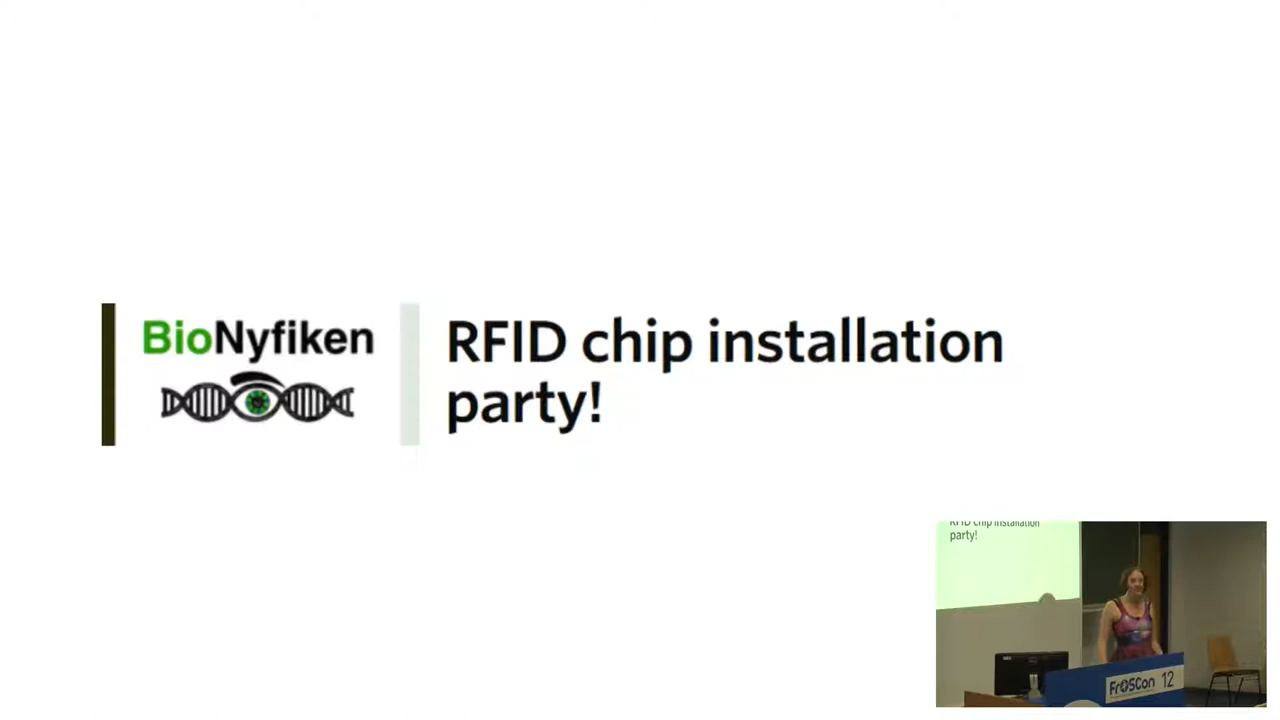 BioNyfiken
RFID chip installation
party!
RFID chip installation
party!
FrOSCon 12